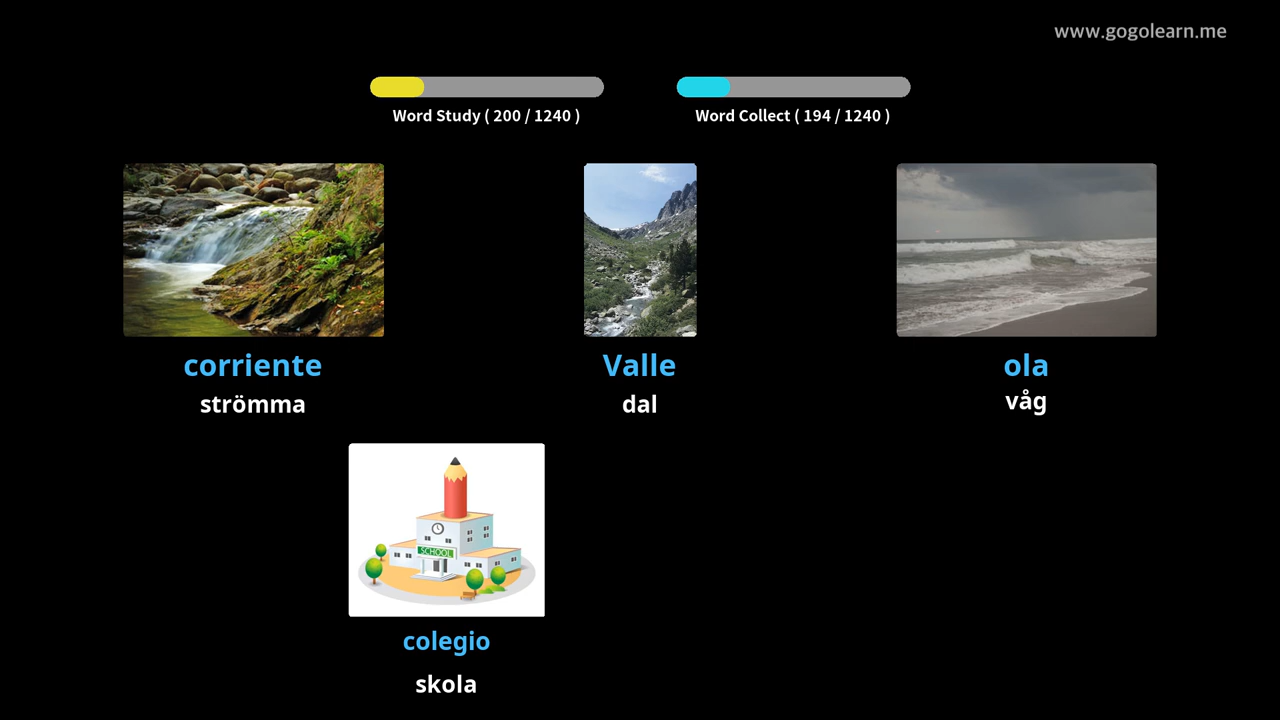 www.gogolearn.me
Word Study ( 200 / 1240 )
Word Collect ( 194 / 1240 )
corriente
Valle
ola
strömma
dal
våg
SCHOOL
colegio
skola